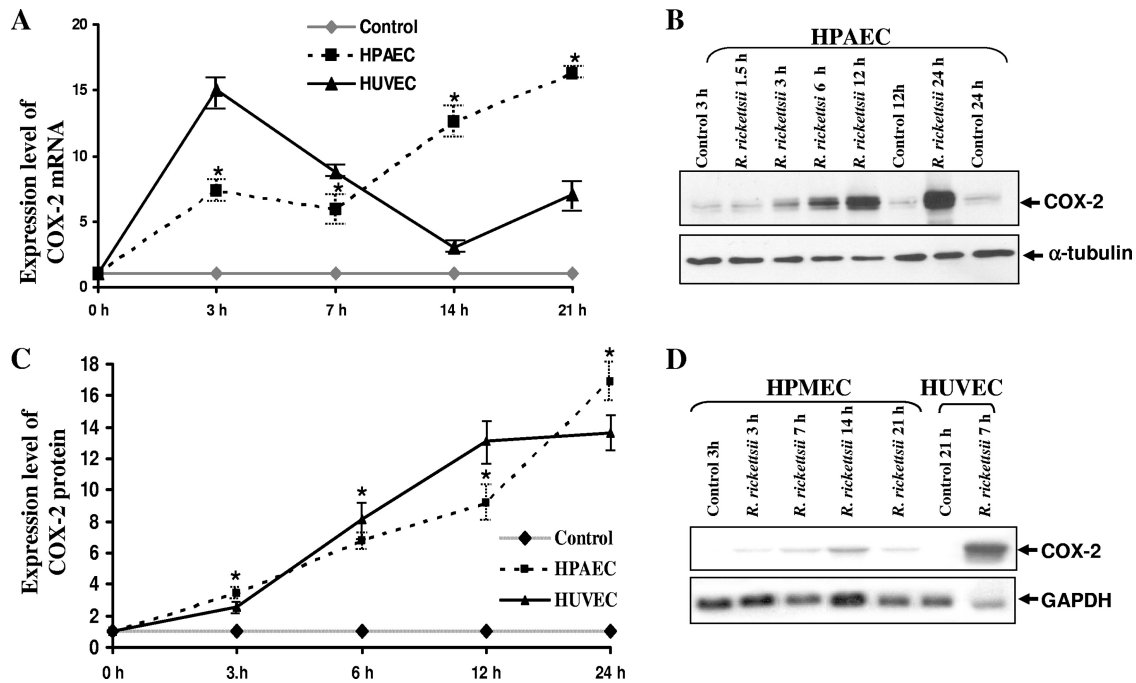 A
Expression level of
COX-2 mRNA
20
15
10
5
0
0 h
3 h
7 h
14 h
21 h
Control
HPAEC
HUVEC
*
*
*
*
B
HPAEC
Control 3 h
R. rickettsii 1.5 h
R. rickettsii 3 h
R. rickettsi 6 h
R. rickettsii 12 h
Control 12h
R. rickettsii 24 h
Control 24 h
COX-2
α-tubulin
C
Expression level of
COX-2 protein
18
16
14
12
10
8
6
4
2
0
0 h
3.h
6 h
12 h
24 h
*
*
*
*
Control
HPAEC
HUVEC
D
HPMEC
HUVEC
Control 3h
R. rickettsii 3 h
R. rickettsii 7 h
R. rickettsii 14 h
R. rickettsii 21 h
Control 21 h
R. rickettsii 7 h
COX-2
GAPDH